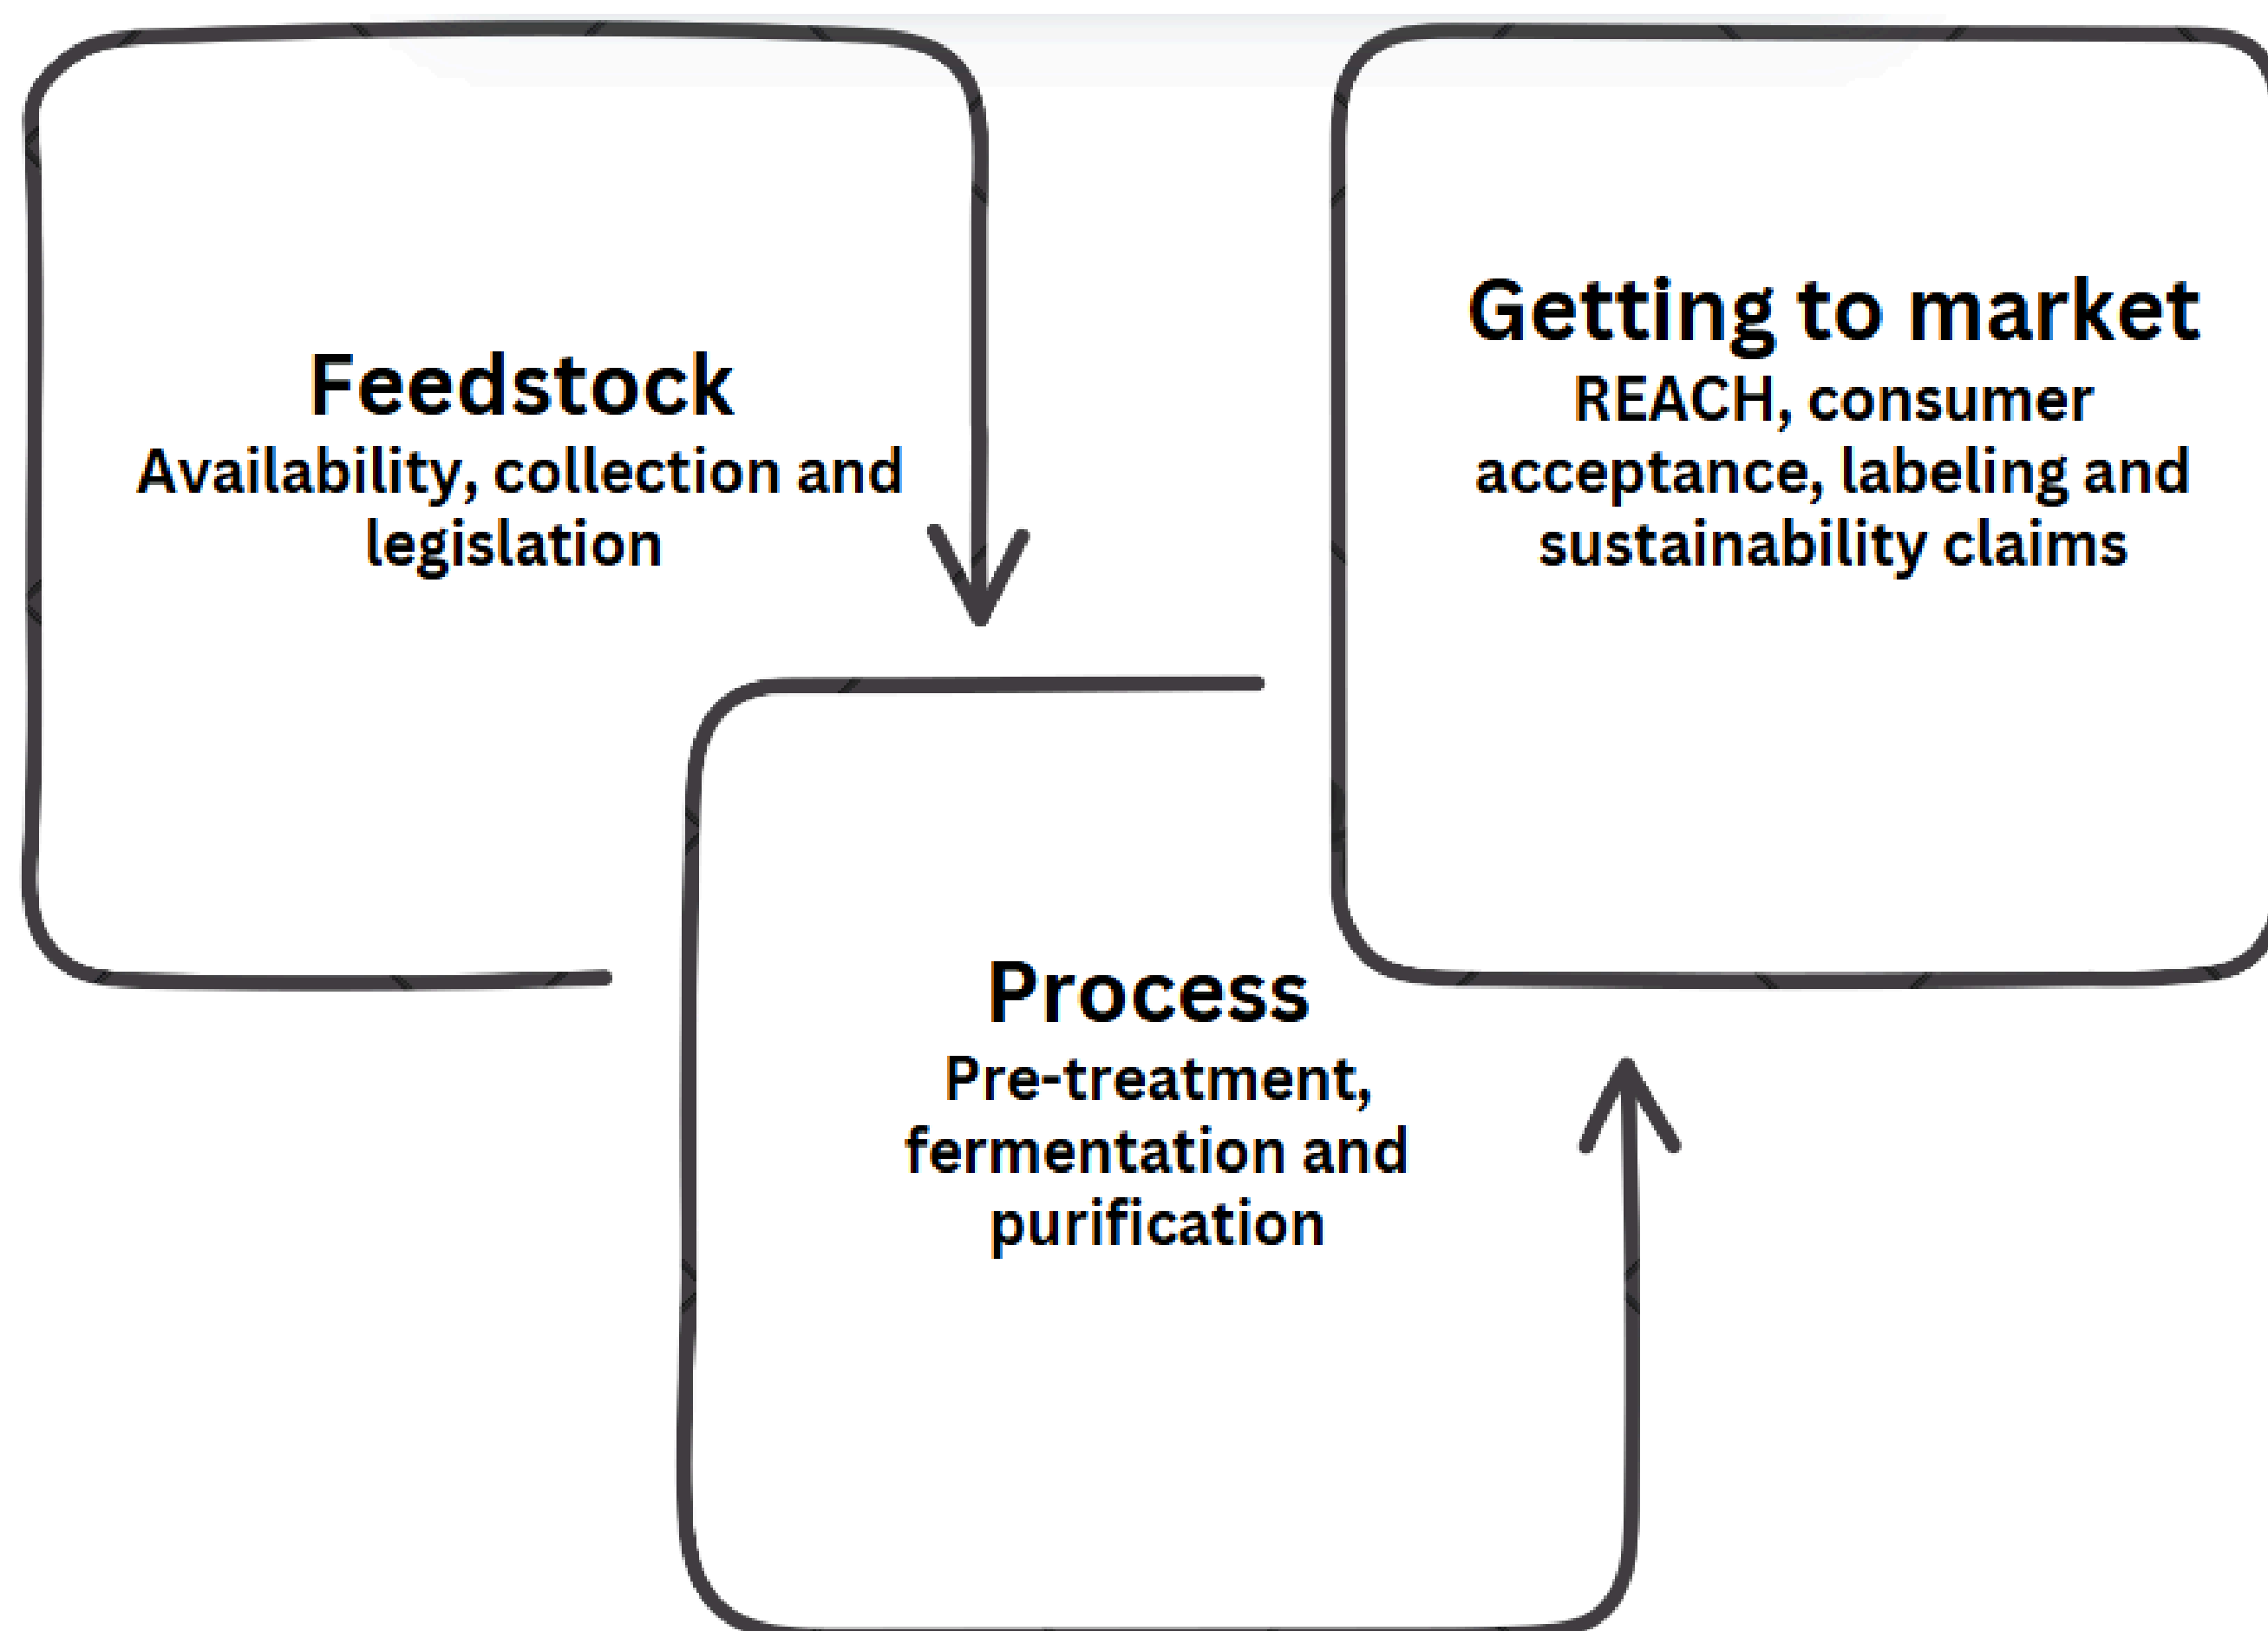 Feedstock
Availability, collection and
legislation
Getting to market
REACH, consumer
acceptance, labeling and
sustainability claims
Process
Pre-treatment,
fermentation and
purification